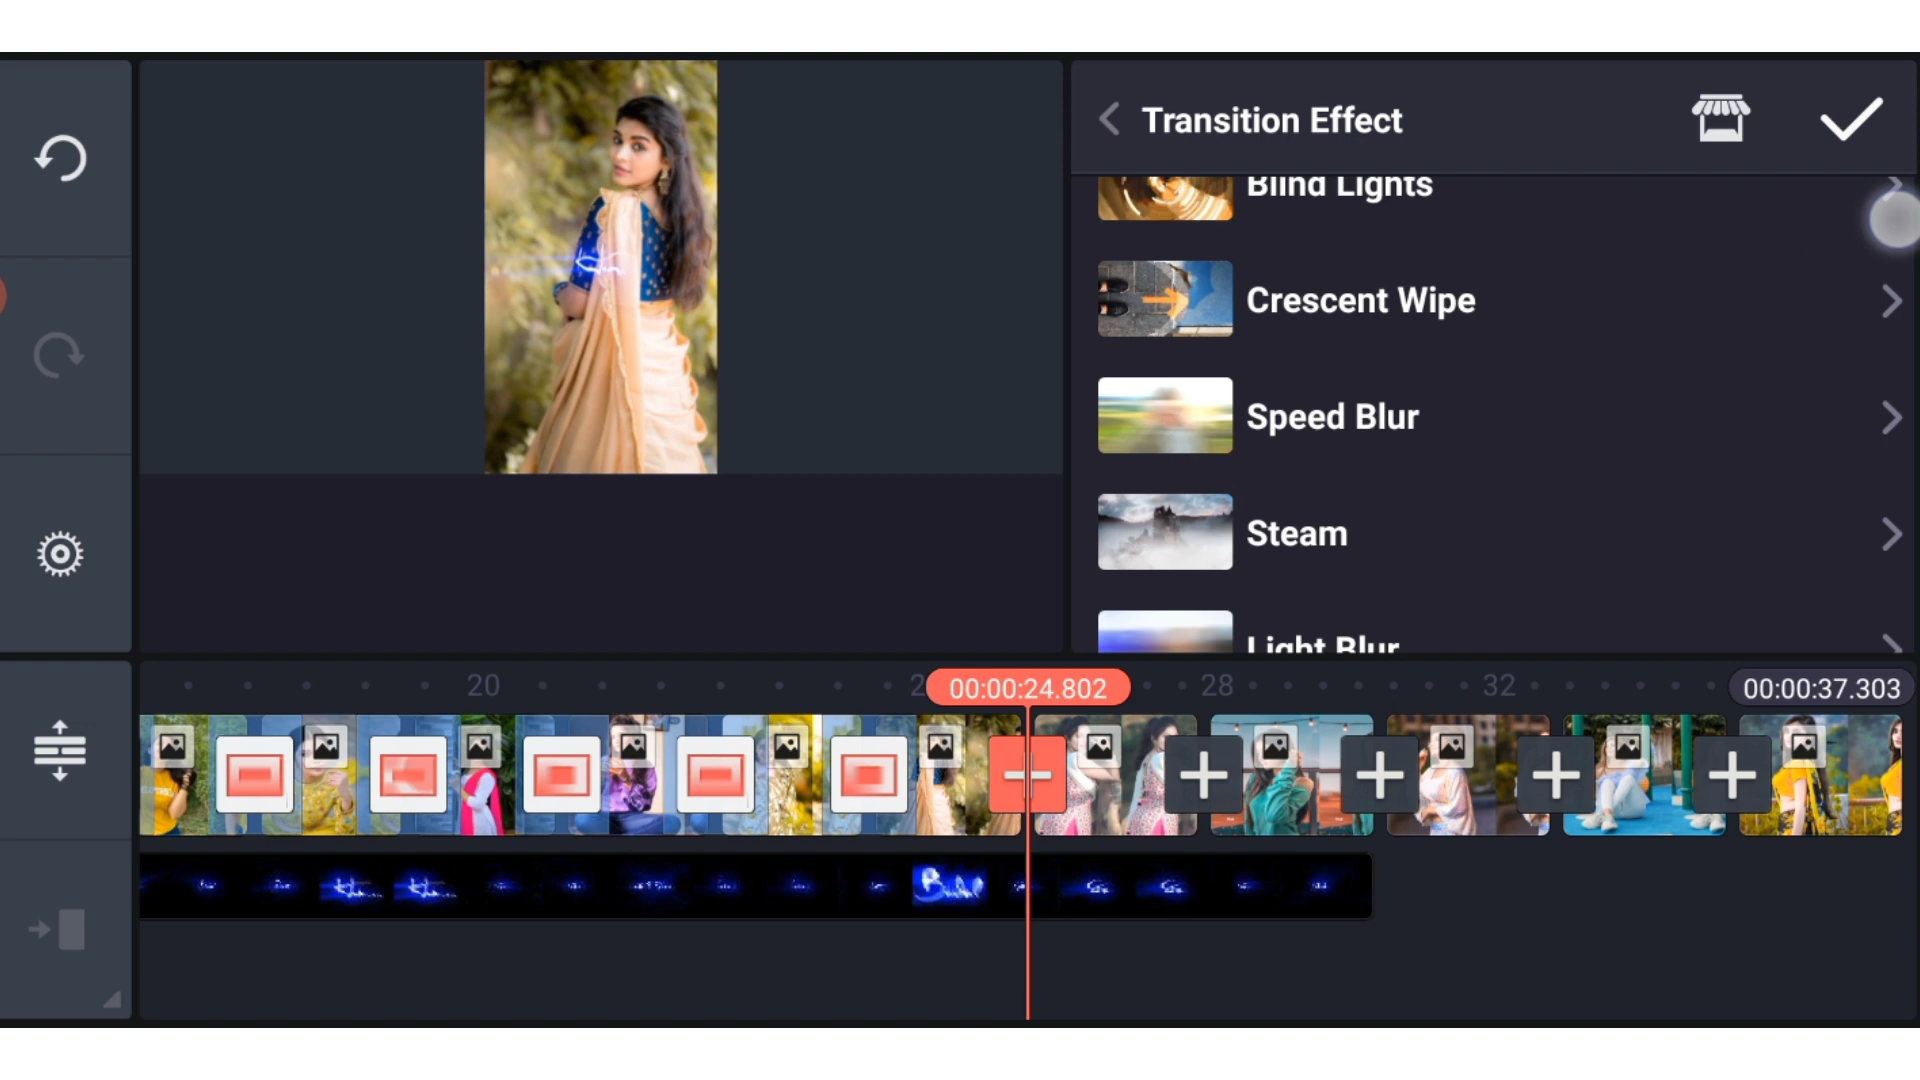 Transition Effect
Blind Lights
Crescent Wipe
Speed Blur
Steam
Light Blur
20
00:00:24.802
28
32
00:00:37.303